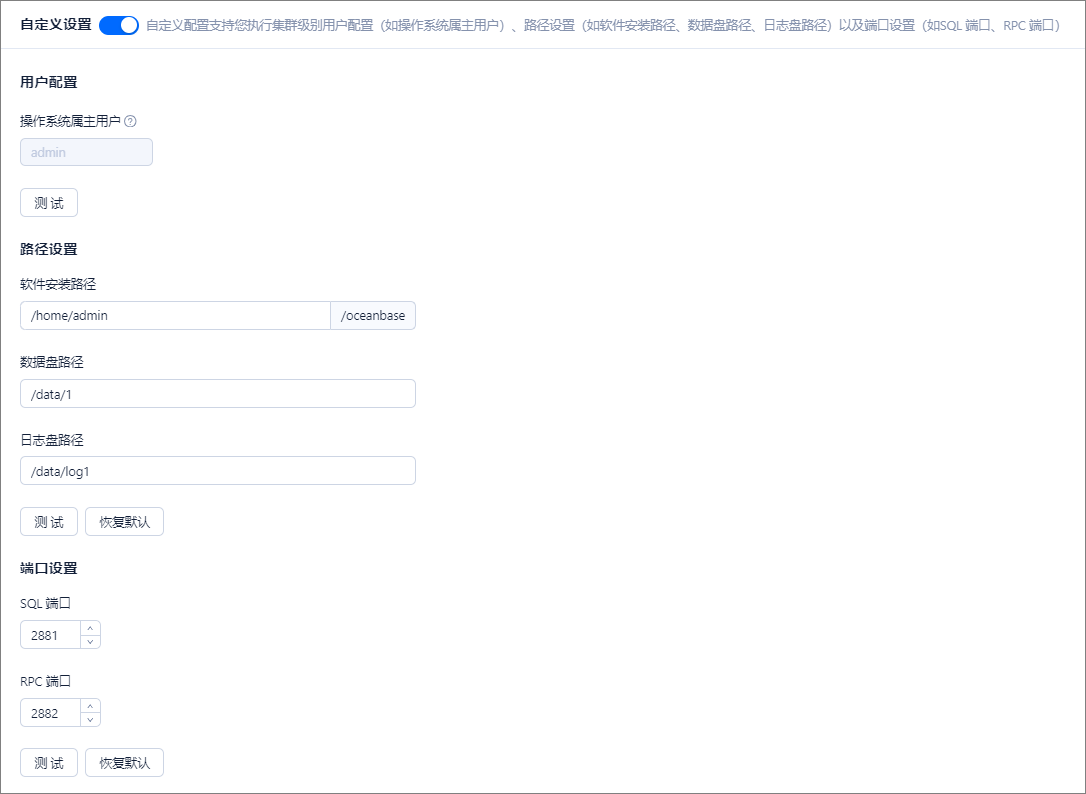 自定义设置 自定义配置支持您执行集群级别用户配置（如操作系统属主用户）、路径设置（如软件安装路径、数据盘路径、日志盘路径）以及端口设置（如SQL 端口、RPC 端口）
用户配置
操作系统属主用户 ?
admin
测 试
路径设置
软件安装路径
/home/admin /oceanbase
数据盘路径
/data/1
日志盘路径
/data/log1
测 试 恢复默认
端口设置
SQL 端口
2881
RPC 端口
2882
测 试 恢复默认